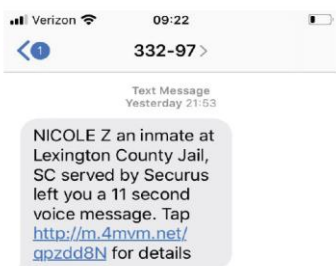 Verizon 09:22
1 332-97 >
Text Message
Yesterday 21:53
NICOLE Z an inmate at
Lexington County Jail,
SC served by Securus
left you a 11 second
voice message. Tap
http://m.4mvm.net/
qpzdd8N for details